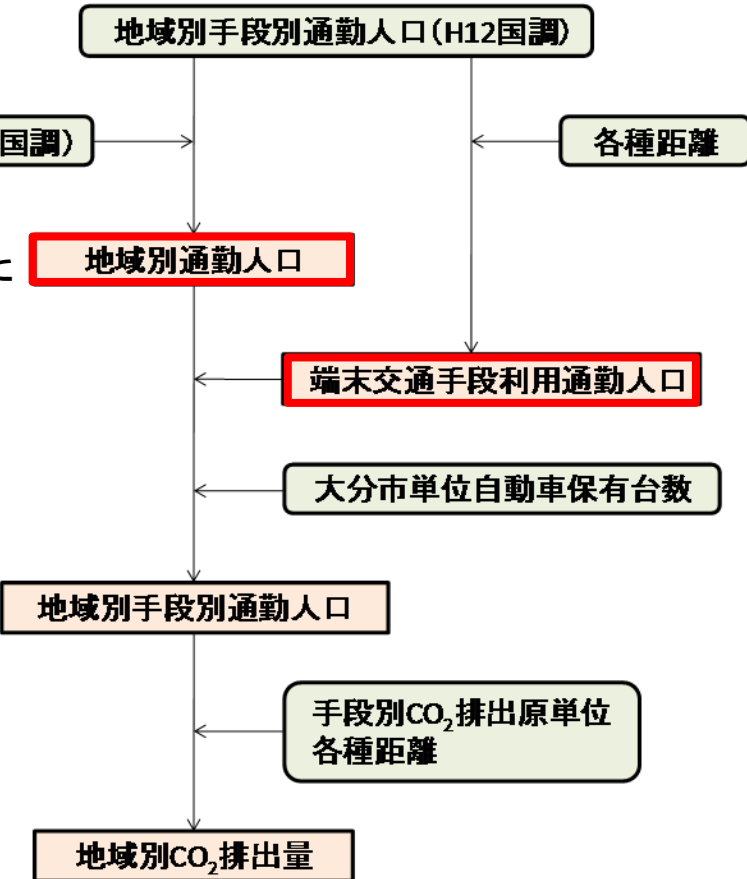 地域別手段別通勤人口(H12国調)
国調)
各種距離
に
地域別通勤人口
端末交通手段利用通勤人口
大分市単位自動車保有台数
地域別手段別通勤人口
手段別CO₂排出原単位
各種距離
地域別CO₂排出量